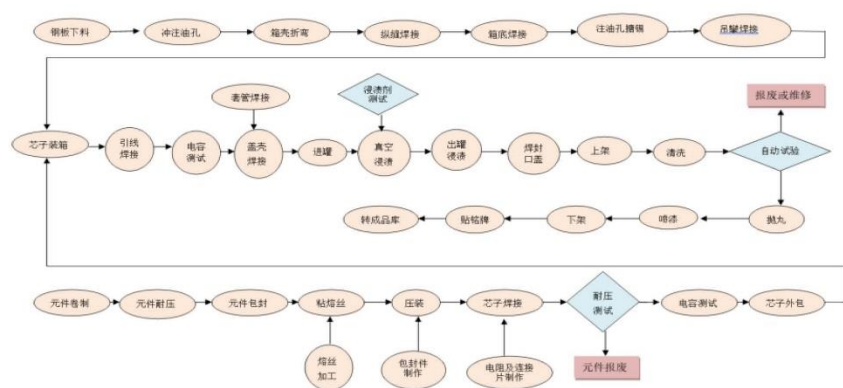 钢板下料
冲注油孔
箱壳折弯
纵缝焊接
箱底焊接
注油孔搪锡
吊攀焊接
套管焊接
浸渍剂
测试
报废或维修
芯子装箱
引线
焊接
电容
测试
盖壳
焊接
进罐
真空
浸渍
出罐
浸渍
焊封
口盖
上架
清洗
自动试验
转成品库
贴铭牌
下架
喷漆
抛丸
元件卷制
元件耐压
元件包封
粘熔丝
压装
芯子焊接
耐压
测试
电容测试
芯子外包
熔丝
加工
包封件
制作
电阻及连接
片制作
元件报废